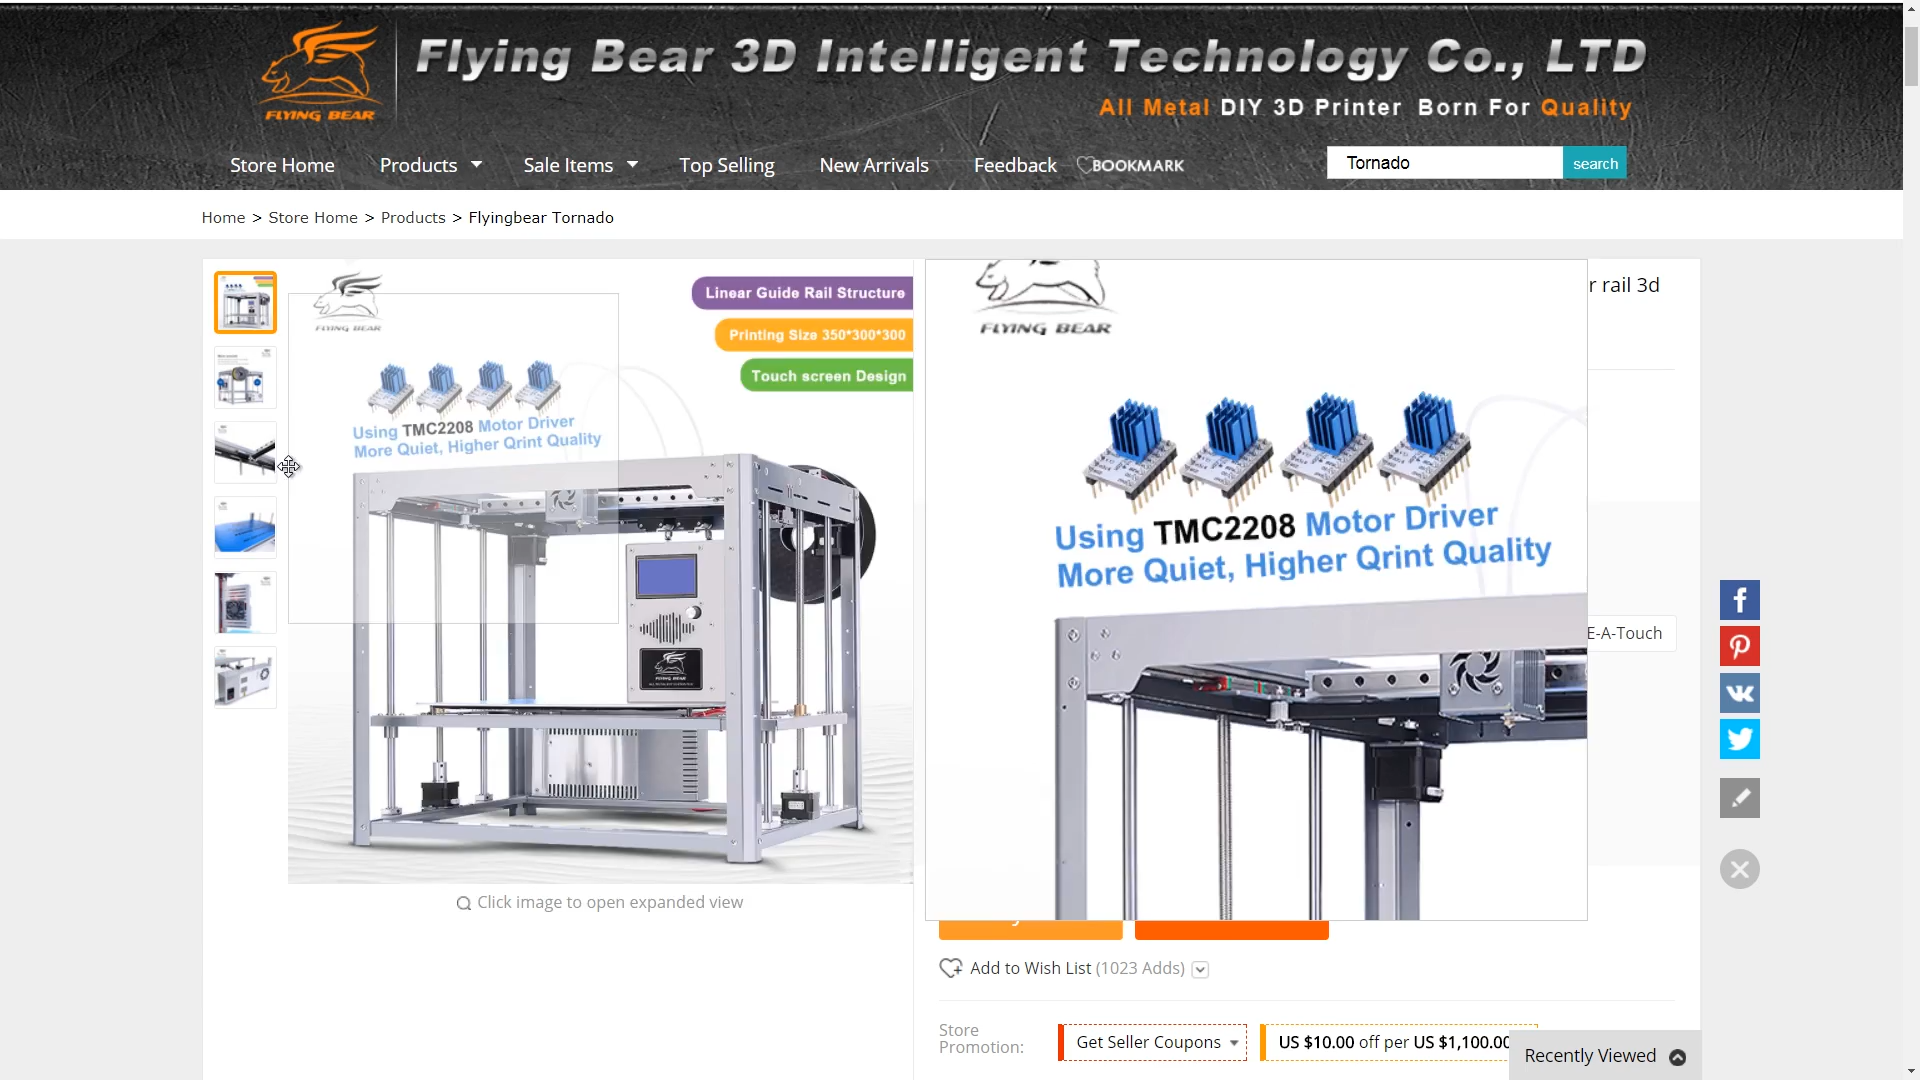 Flying Bear 3D Intelligent Technology Co., LTD
FLYING BEAR
All Metal DIY 3D Printer Born For Quality
Store Home
Products
Sale Items
Top Selling
New Arrivals
Feedback
BOOKMARK
Tornado
search
Home > Store Home > Products > Flyingbear Tornado
FLYING BEAR
Linear Guide Rail Structure
Printing Size 350*300*300
Touch screen Design
Using TMC2208 Motor Driver
More Quiet, Higher Qrint Quality
FLYING BEAR
FLYING BEAR
Using TMC2208 Motor Driver
More Quiet, Higher Qrint Quality
r rail 3d
E-A-Touch
Click image to open expanded view
Add to Wish List (1023 Adds)
Store
Promotion:
Get Seller Coupons
US $10.00 off per US $1,100.00
Recently Viewed